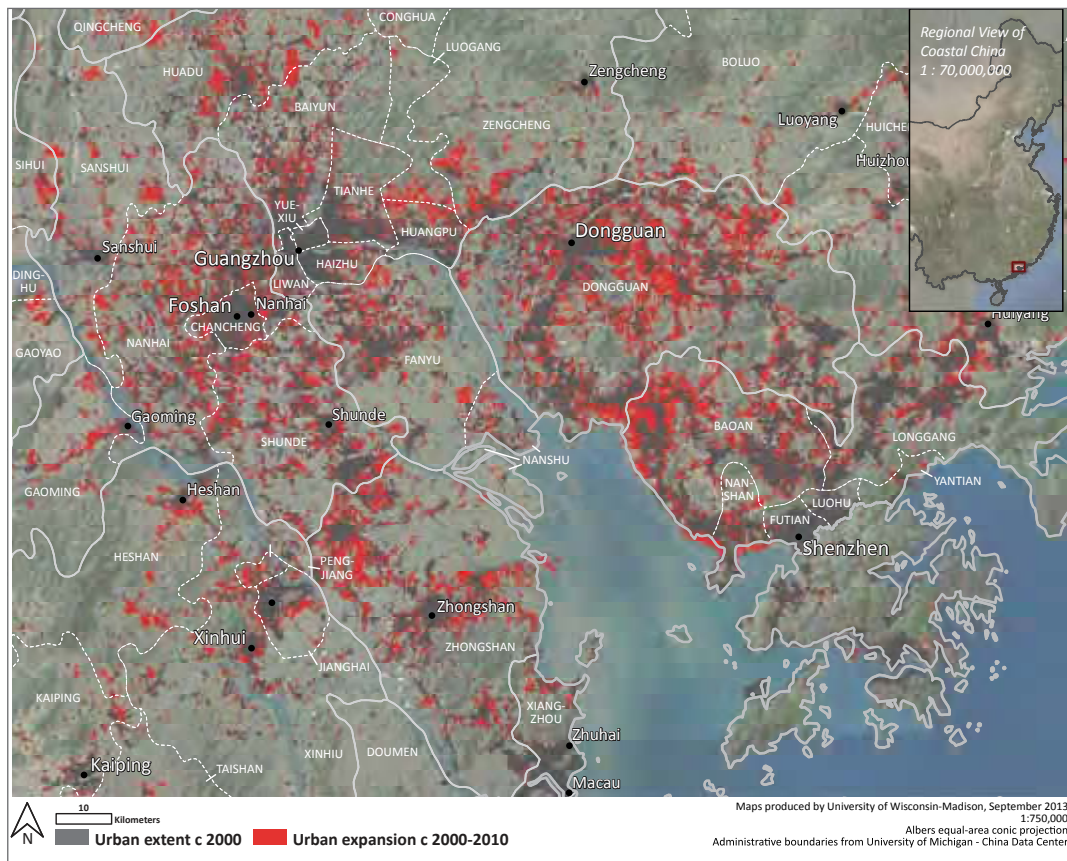 CONGHUA
QINGCHENG
LUOGANG
HUADU
BOLUO
Zengcheng
BAIYUN
Luoyang
ZENGCHENG
SIHUI
SANSHUI
Huizhou
TIANHE
YUE-
XIU
HUANGPU
Dongguan
Sanshui
Guangzhou
HAIZHU
DING-
HU
LIWAN
DONGGUAN
Foshan
Nanhai
CHANCHENG
Huiyang
NANHAI
GAOYAO
FANYU
Gaoming
Shunde
BAOAN
SHUNDE
LONGGANG
NANSHU
YANTIAN
GAOMING
Heshan
NAN-
SHAN
LUOHU
FUTIAN
Shenzhen
HESHAN
PENG-
JIANG
Zhongshan
Xinhui
ZHONGSHAN
JIANGHAI
KAIPING
XIANG-
ZHOU
Zhuhai
XINHIU
DOUMEN
Kaiping
TAISHAN
Macau
Regional View of
Coastal China
1 : 70,000,000
N
10
Kilometers
Urban extent c 2000
Urban expansion c 2000-2010
Maps produced by University of Wisconsin-Madison, September 2013
1:750,000
Albers equal-area conic projection
Administrative boundaries from University of Michigan - China Data Center